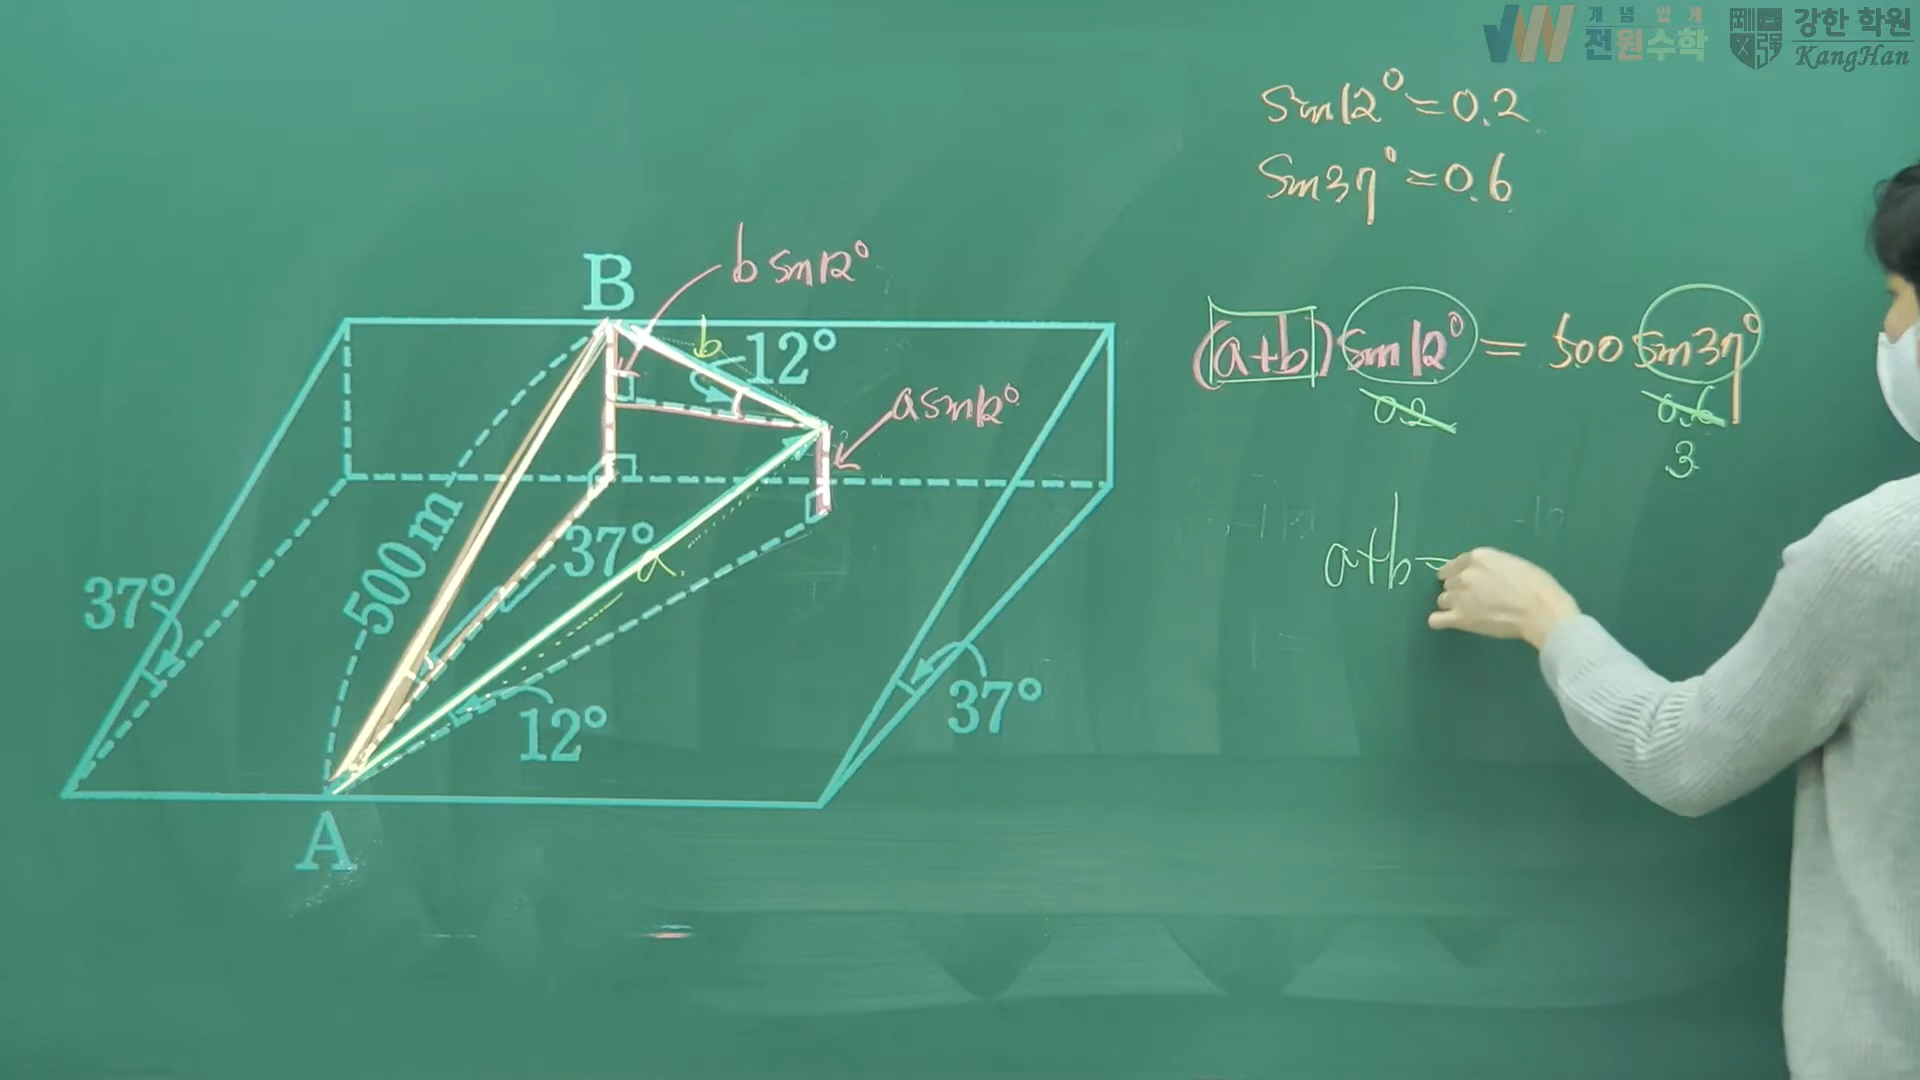 개념있게
전원수학
강한 학원
KangHan
sin12°=0.2
sin37°=0.6
B
b sin12°
b
12°
a sin12°
(a+b) sin12° = 500 sin37°
0.2
0.6
3
500m
37°
a
37°
12°
37°
a+b=
A